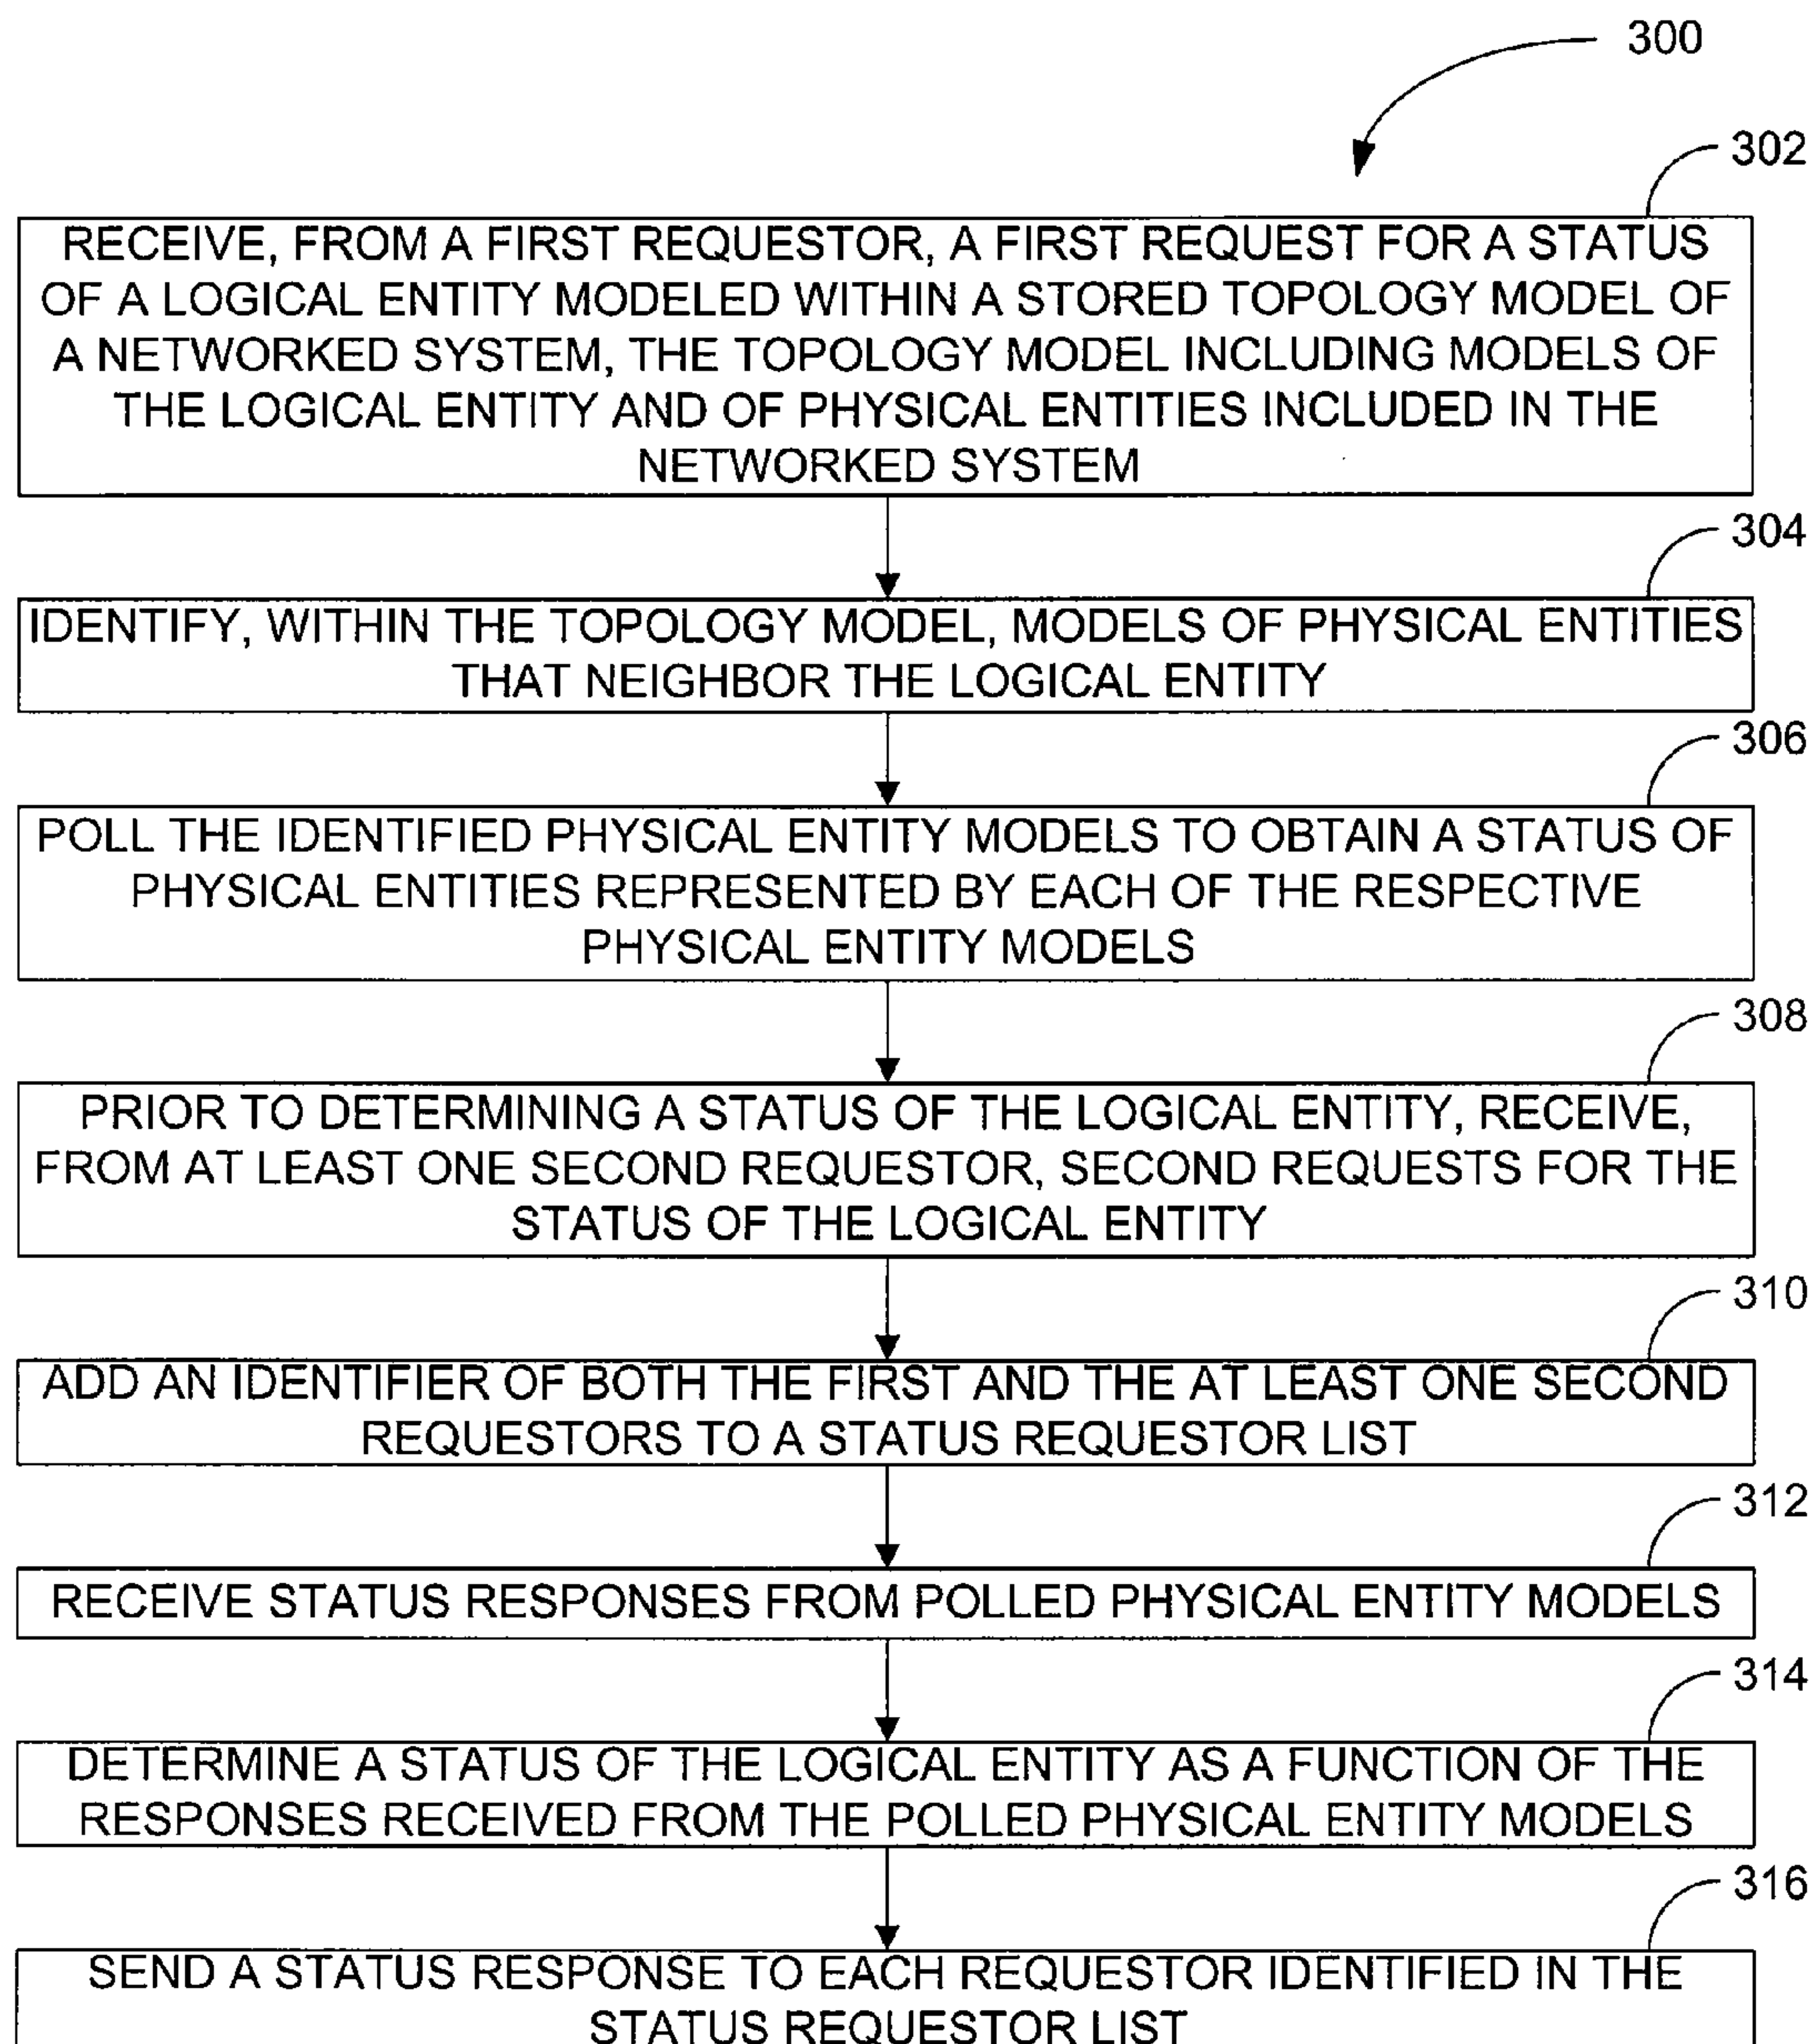 300
302
RECEIVE, FROM A FIRST REQUESTOR, A FIRST REQUEST FOR A STATUS
OF A LOGICAL ENTITY MODELED WITHIN A STORED TOPOLOGY MODEL OF
A NETWORKED SYSTEM, THE TOPOLOGY MODEL INCLUDING MODELS OF
THE LOGICAL ENTITY AND OF PHYSICAL ENTITIES INCLUDED IN THE
NETWORKED SYSTEM
304
IDENTIFY, WITHIN THE TOPOLOGY MODEL, MODELS OF PHYSICAL ENTITIES
THAT NEIGHBOR THE LOGICAL ENTITY
306
POLL THE IDENTIFIED PHYSICAL ENTITY MODELS TO OBTAIN A STATUS OF
PHYSICAL ENTITIES REPRESENTED BY EACH OF THE RESPECTIVE
PHYSICAL ENTITY MODELS
308
PRIOR TO DETERMINING A STATUS OF THE LOGICAL ENTITY, RECEIVE,
FROM AT LEAST ONE SECOND REQUESTOR, SECOND REQUESTS FOR THE
STATUS OF THE LOGICAL ENTITY
310
ADD AN IDENTIFIER OF BOTH THE FIRST AND THE AT LEAST ONE SECOND
REQUESTORS TO A STATUS REQUESTOR LIST
312
RECEIVE STATUS RESPONSES FROM POLLED PHYSICAL ENTITY MODELS
314
DETERMINE A STATUS OF THE LOGICAL ENTITY AS A FUNCTION OF THE
RESPONSES RECEIVED FROM THE POLLED PHYSICAL ENTITY MODELS
316
SEND A STATUS RESPONSE TO EACH REQUESTOR IDENTIFIED IN THE
STATUS REQUESTOR LIST